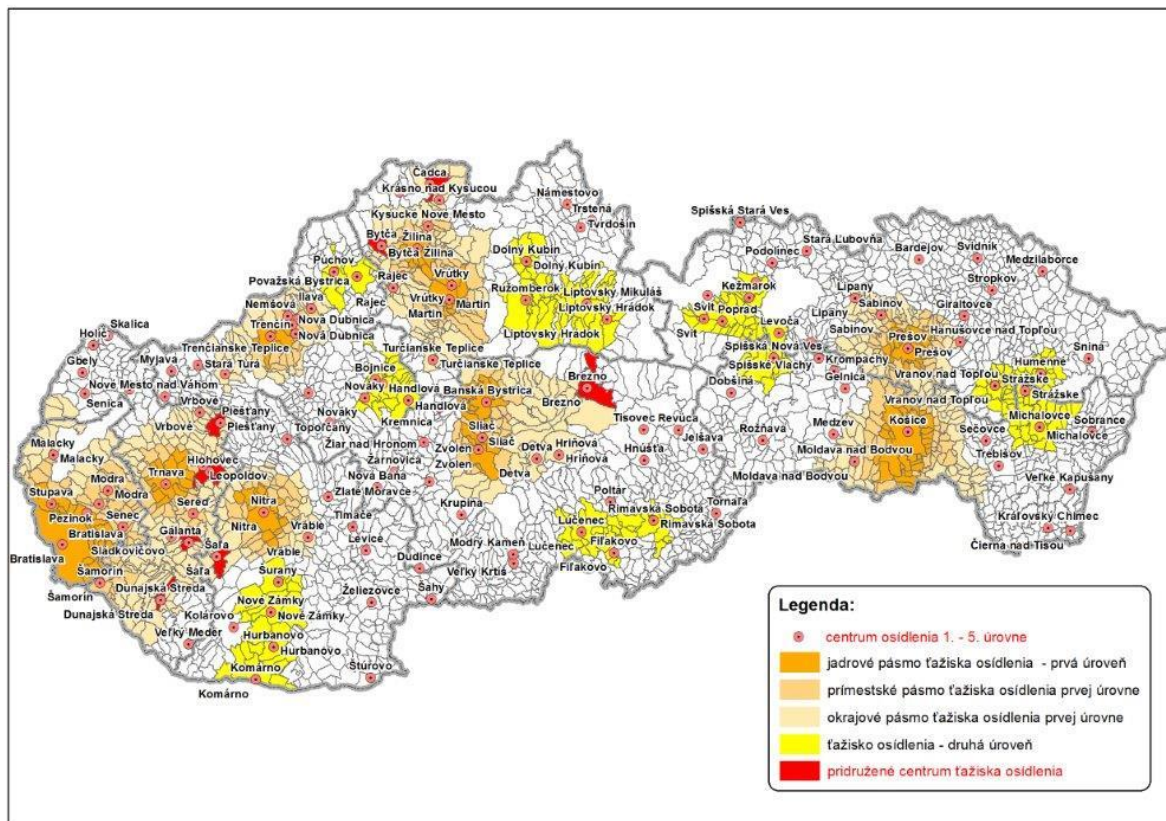 Čadca
Krásno nad Kysucou
Námestovo
Trstená
Tvrdošín
Spišská Stará Ves
Kysucké Nové Mesto
Bytča
Žilina
Bytča Žilina
Dolný Kubín
Dolný Kubín
Podolínec
Stará Ľubovňa
Bardejov
Svidník
Medzilaborce
Stropkov
Púchov
Považská Bystrica
Rajec
Rajec
Vrútky
Vrútky
Martin
Martin
Ružomberok
Liptovský Mikuláš
Liptovský Hrádok
Liptovský Hrádok
Kežmarok
Svit
Svit
Poprad
Levoča
Lipany
Lipany
Sabinov
Sabinov
Giraltovce
Hanušovce nad Topľou
Prešov
Prešov
Snina
Humenné
Ilava
Nemšová
Nová Dubnica
Nová Dubnica
Trenčín
Trenčianske Teplice
Turčianske Teplice
Turčianske Teplice
Spišská Nová Ves
Spišské Vlachy
Krompachy
Gelnica
Vranov nad Topľou
Vranov nad Topľou
Strážske
Strážske
Skalica
Holíč
Gbely
Myjava
Stará Turá
Nové Mesto nad Váhom
Senica
Vrbové
Vrbové
Piešťany
Piešťany
Bojnice
Nováky
Nováky
Handlová
Handlová
Kremnica
Topoľčany
Banská Bystrica
Brezno
Brezno
Dobšiná
Tisovec
Revúca
Jelšava
Rožňava
Medzev
Košice
Michalovce
Michalovce
Sobrance
Sečovce
Trebišov
Sliač
Sliač
Zvolen
Zvolen
Detva
Detva
Hriňová
Hriňová
Hnúšťa
Moldava nad Bodvou
Moldava nad Bodvou
Veľké Kapušany
Kráľovský Chlmec
Čierna nad Tisou
Malacky
Malacky
Hlohovec
Leopoldov
Trnava
Žiar nad Hronom
Žarnovica
Nová Baňa
Zlaté Moravce
Krupina
Poltár
Tornaľa
Rimavská Sobota
Rimavská Sobota
Stupava
Modra
Modra
Pezinok
Senec
Sereď
Nitra
Nitra
Vráble
Vráble
Tlmače
Levice
Lučenec
Lučenec
Fiľakovo
Fiľakovo
Modrý Kameň
Veľký Krtíš
Dudince
Šahy
Bratislava
Bratislava
Sládkovičovo
Galanta
Šaľa
Šaľa
Šamorín
Šamorín
Dunajská Streda
Dunajská Streda
Šurany
Nové Zámky
Nové Zámky
Kolárovo
Veľký Meder
Hurbanovo
Hurbanovo
Želiezovce
Štúrovo
Komárno
Komárno
Legenda:
centrum osídlenia 1. - 5. úrovne
jadrové pásmo ťažiska osídlenia - prvá úroveň
prímestské pásmo ťažiska osídlenia prvej úrovne
okrajové pásmo ťažiska osídlenia prvej úrovne
ťažisko osídlenia - druhá úroveň
pridružené centrum ťažiska osídlenia